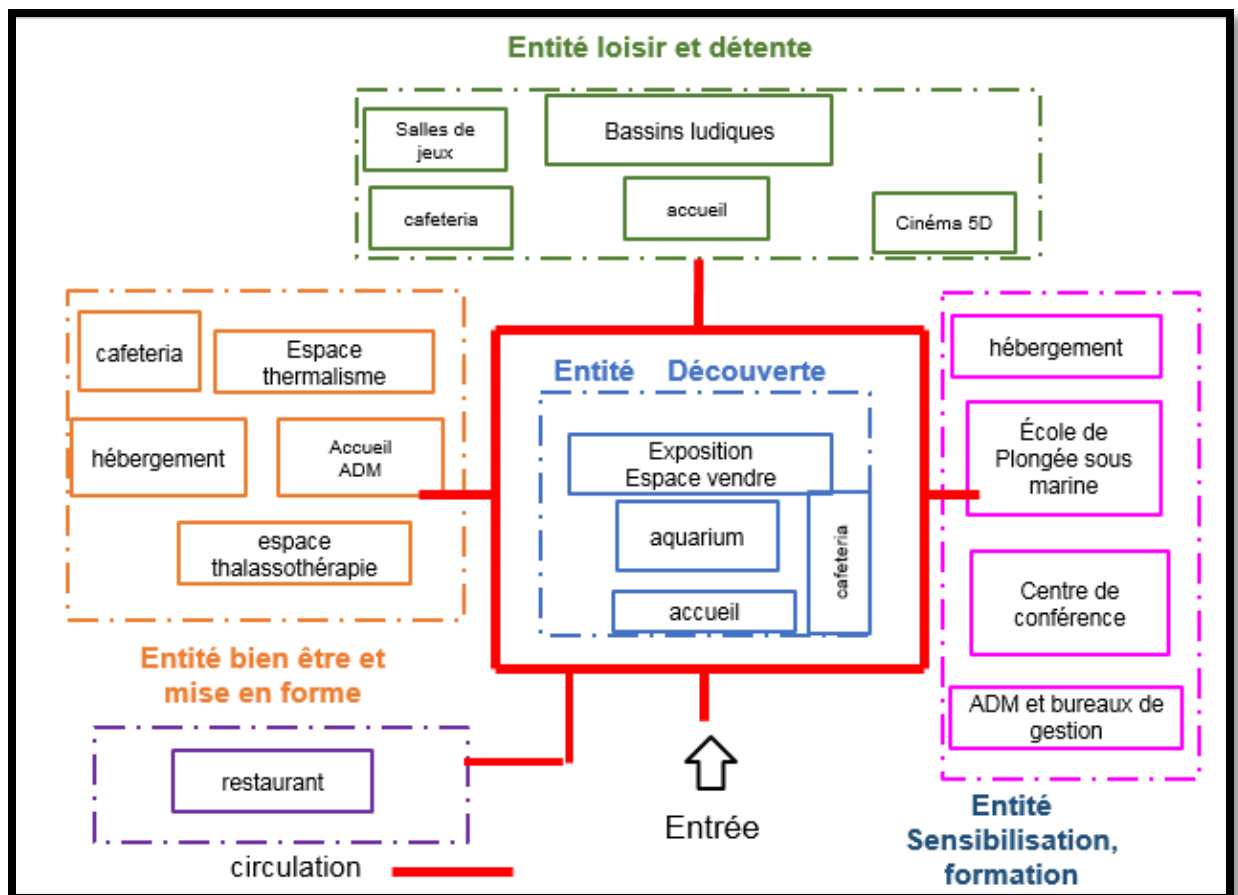 Entité loisir et détente
Salles de
jeux
Bassins ludiques
cafeteria
accueil
Cinéma 5D
cafeteria
Espace
thermalisme
hébergement
Accueil
ADM
espace
thalassothérapie
Entité bien être et
mise en forme
Entité Découverte
Exposition
Espace vendre
aquarium
cafeteria
accueil
hébergement
École de
Plongée sous
marine
Centre de
conférence
ADM et bureaux de
gestion
Entité
Sensibilisation,
formation
restaurant
Entrée
circulation